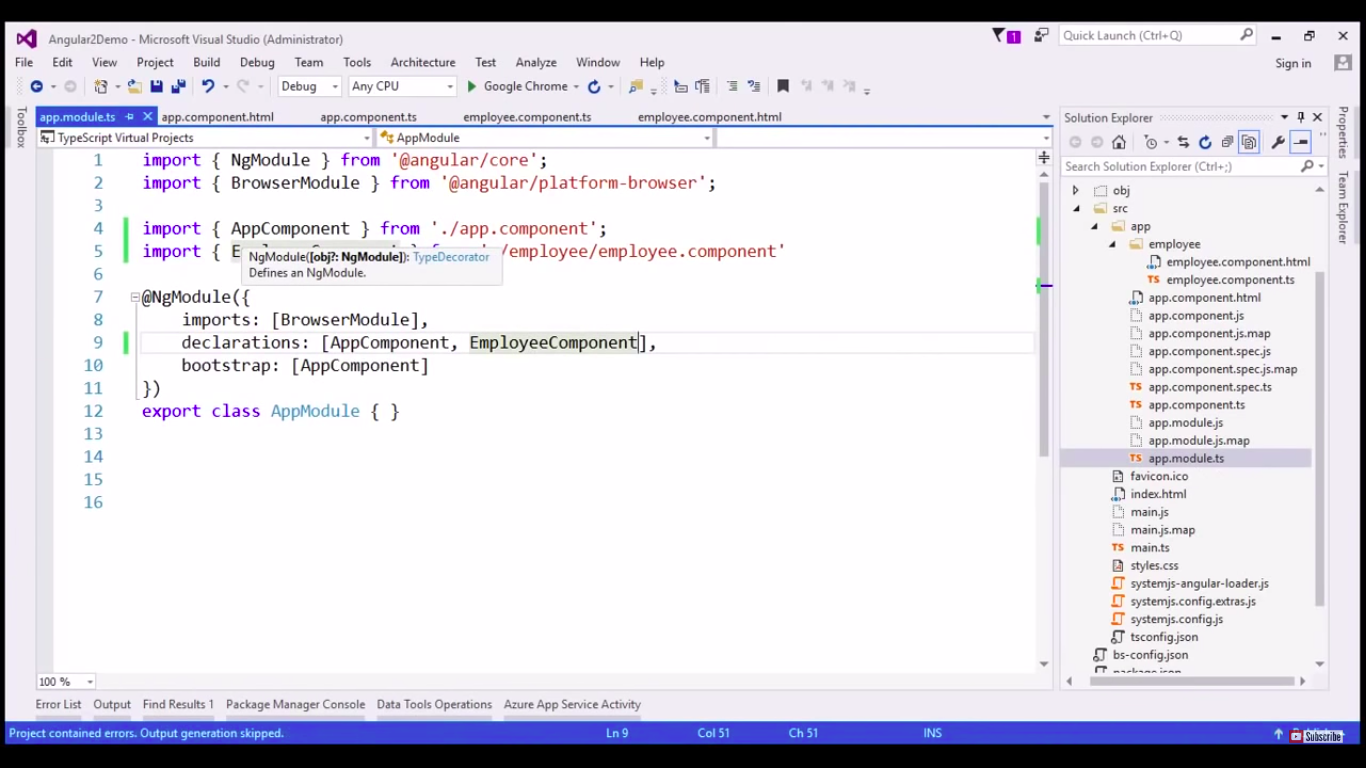 Angular2Demo - Microsoft Visual Studio (Administrator)
1
Quick Launch (Ctrl+Q)
File Edit View Project Build Debug Team Tools Architecture Test Analyze Window Help
Sign in
Debug Any CPU Google Chrome
Toolbox
app.module.ts app.component.html app.component.ts employee.component.ts employee.component.html
TypeScript Virtual Projects AppModule
1 import { NgModule } from '@angular/core';
2 import { BrowserModule } from '@angular/platform-browser';
3
4 import { AppComponent } from './app.component';
5 import { E /employee/employee.component'
NgModule([obj?: NgModule]): TypeDecorator
Defines an NgModule.
6
7 @NgModule({
8 imports: [BrowserModule],
9 declarations: [AppComponent, EmployeeComponent],
10 bootstrap: [AppComponent]
11 })
12 export class AppModule { }
13
14
15
16
100 %
Solution Explorer
Search Solution Explorer (Ctrl+;)
obj
src
app
employee
employee.component.html
TS employee.component.ts
app.component.html
app.component.js
app.component.js.map
app.component.spec.js
app.component.spec.js.map
TS app.component.spec.ts
TS app.component.ts
app.module.js
app.module.js.map
TS app.module.ts
favicon.ico
index.html
main.js
main.js.map
TS main.ts
styles.css
systemjs-angular-loader.js
systemjs.config.extras.js
systemjs.config.js
tsconfig.json
bs-config.json
package.json
Properties
Team Explorer
Error List Output Find Results 1 Package Manager Console Data Tools Operations Azure App Service Activity
Project contained errors. Output generation skipped. Ln 9 Col 51 Ch 51 INS
Subscribe